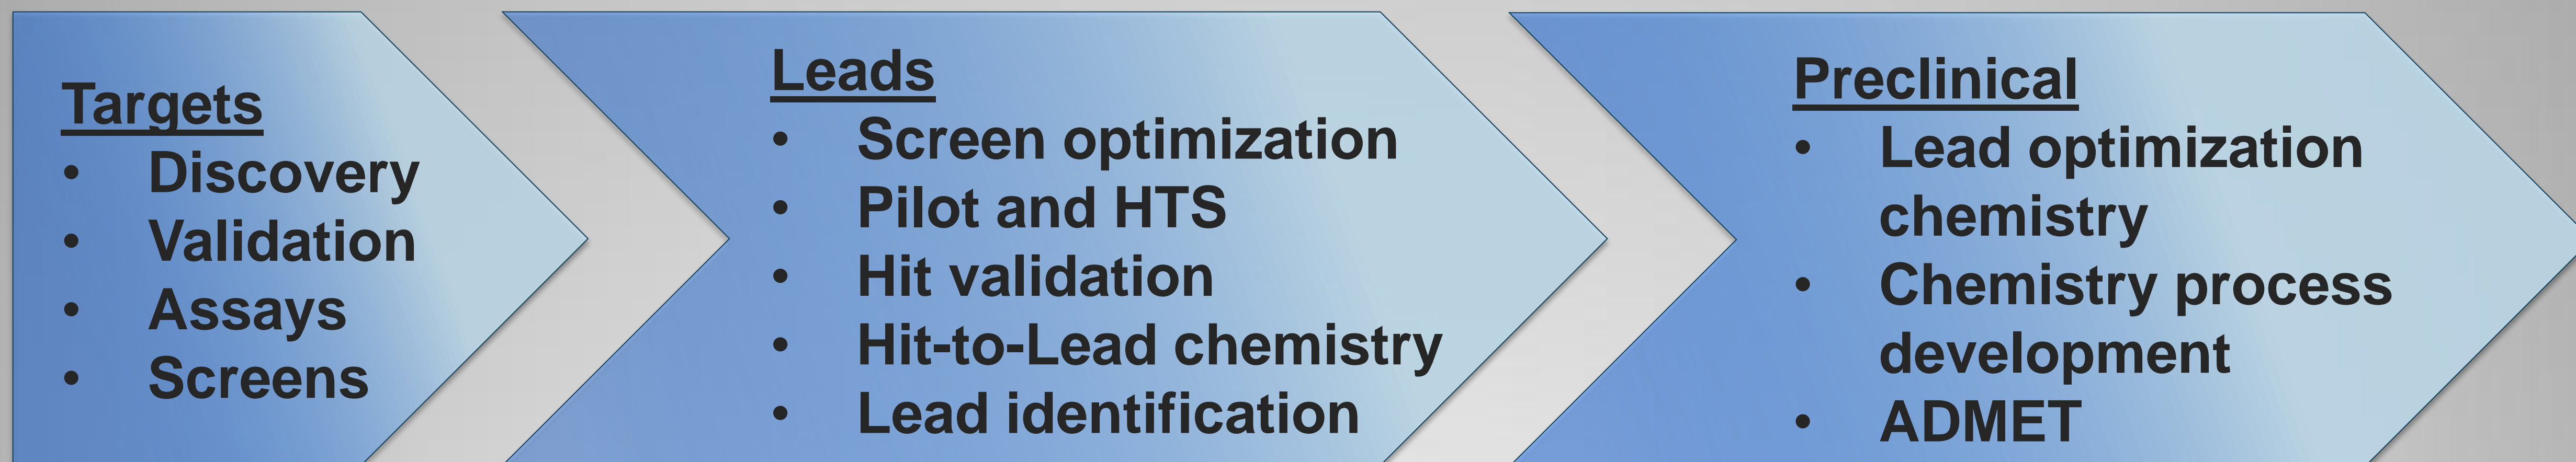 Targets
• Discovery
• Validation
• Assays
• Screens
Leads
• Screen optimization
• Pilot and HTS
• Hit validation
• Hit-to-Lead chemistry
• Lead identification
Preclinical
• Lead optimization
chemistry
• Chemistry process
development
• ADMET